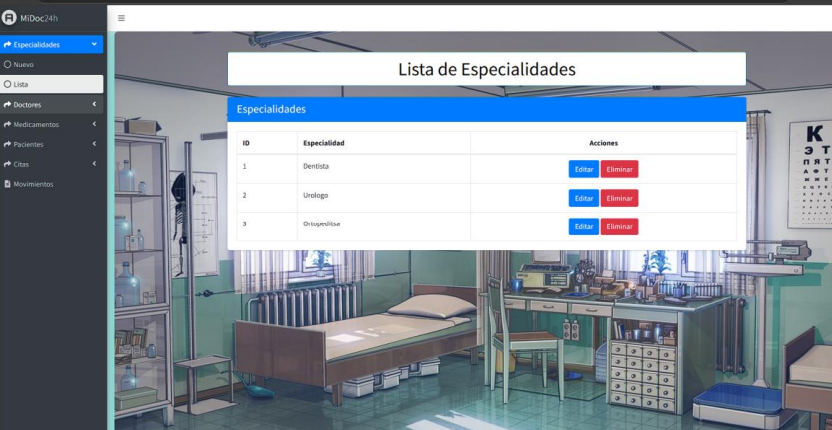 MiDoc24h
Especialidades
Nuevo
Lista
Doctores
Medicamentos
Pacientes
Citas
Movimientos
Lista de Especialidades
Especialidades
ID Especialidad Acciones
1 Dentista Editar Eliminar
2 Urologo Editar Eliminar
3 Editar Eliminar
К
Э Т
П Я Т